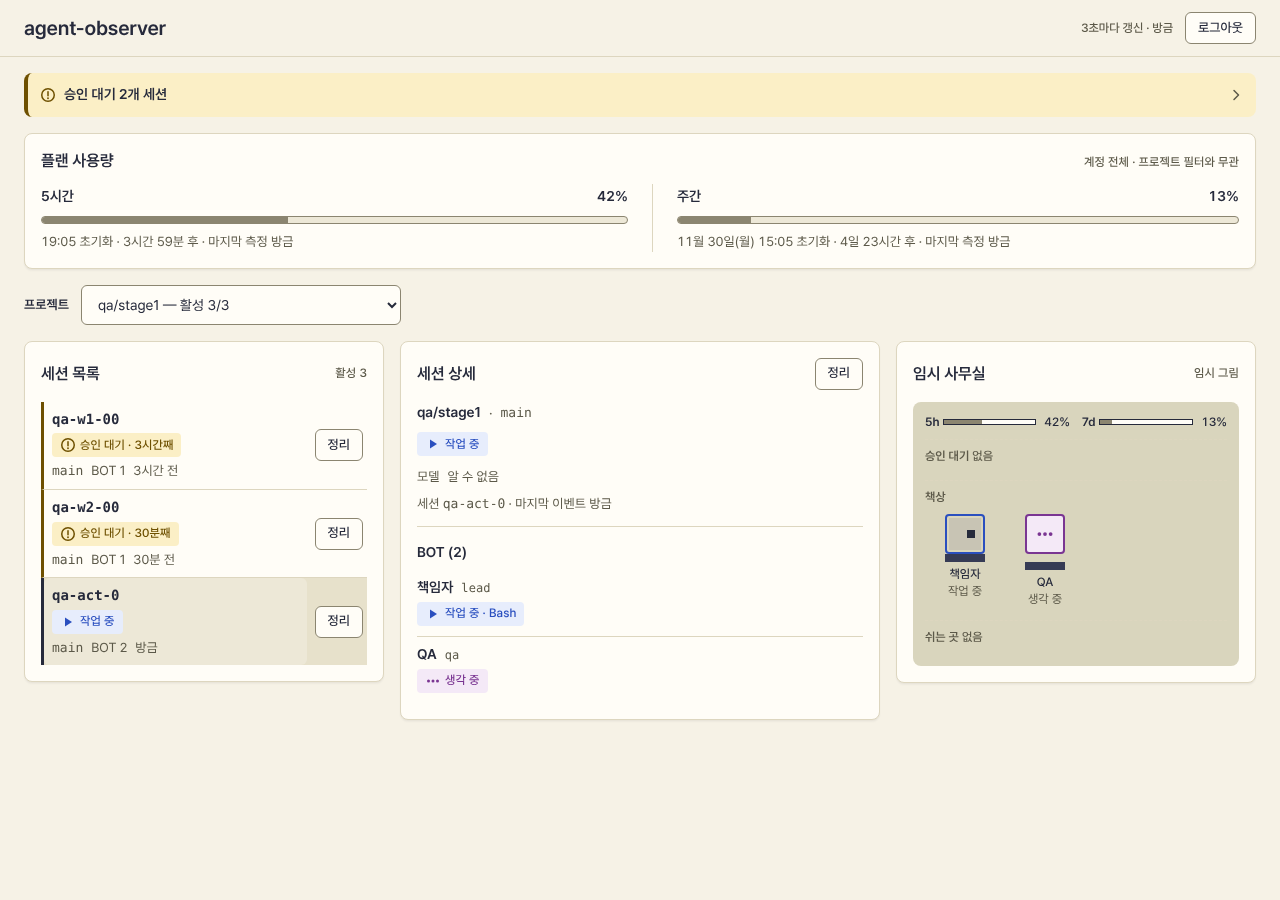 agent-observer
3초마다 갱신 · 방금
로그아웃
승인 대기 2개 세션
플랜 사용량
계정 전체 · 프로젝트 필터와 무관
5시간 42%
19:05 초기화 · 3시간 59분 후 · 마지막 측정 방금
주간 13%
11월 30일(월) 15:05 초기화 · 4일 23시간 후 · 마지막 측정 방금
프로젝트
qa/stage1 — 활성 3/3
세션 목록
활성 3
qa-w1-00
승인 대기 · 3시간째
main BOT 1 3시간 전
정리
qa-w2-00
승인 대기 · 30분째
main BOT 1 30분 전
정리
qa-act-0
작업 중
main BOT 2 방금
정리
세션 상세
정리
qa/stage1 · main
작업 중
모델 알 수 없음
세션 qa-act-0 · 마지막 이벤트 방금
BOT (2)
책임자 lead
작업 중 · Bash
QA qa
생각 중
임시 사무실
임시 그림
5h 42% 7d 13%
승인 대기 없음
책상
책임자
작업 중
QA
생각 중
쉬는 곳 없음